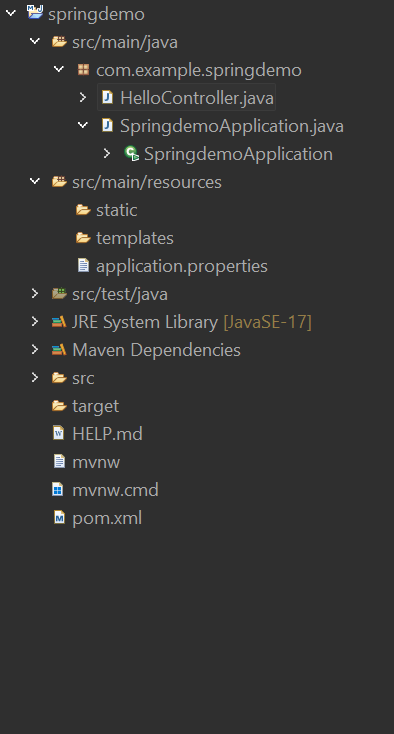 springdemo
src/main/java
com.example.springdemo
HelloController.java
SpringdemoApplication.java
SpringdemoApplication
src/main/resources
static
templates
application.properties
src/test/java
JRE System Library [JavaSE-17]
Maven Dependencies
src
target
HELP.md
mvnw
mvnw.cmd
pom.xml